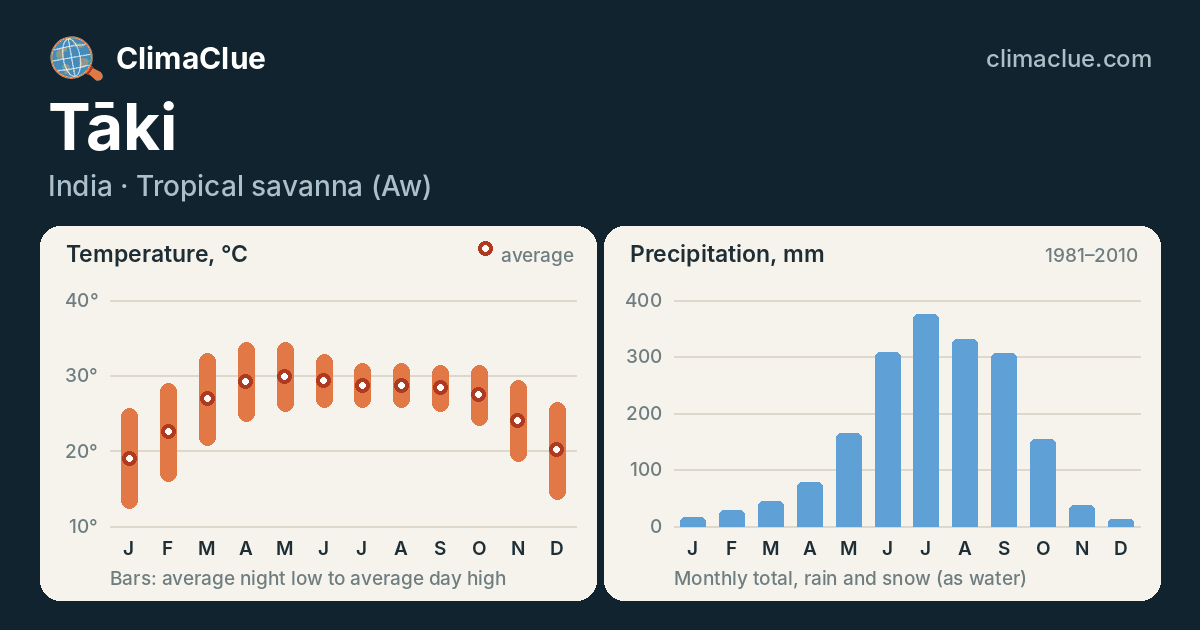 ClimaClue
climaclue.com
Tāki
India · Tropical savanna (Aw)
Temperature, °C
average
40°
30°
20°
10°
J F M A M J J A S O N D
Bars: average night low to average day high
Precipitation, mm
1981–2010
400
300
200
100
0
J F M A M J J A S O N D
Monthly total, rain and snow (as water)